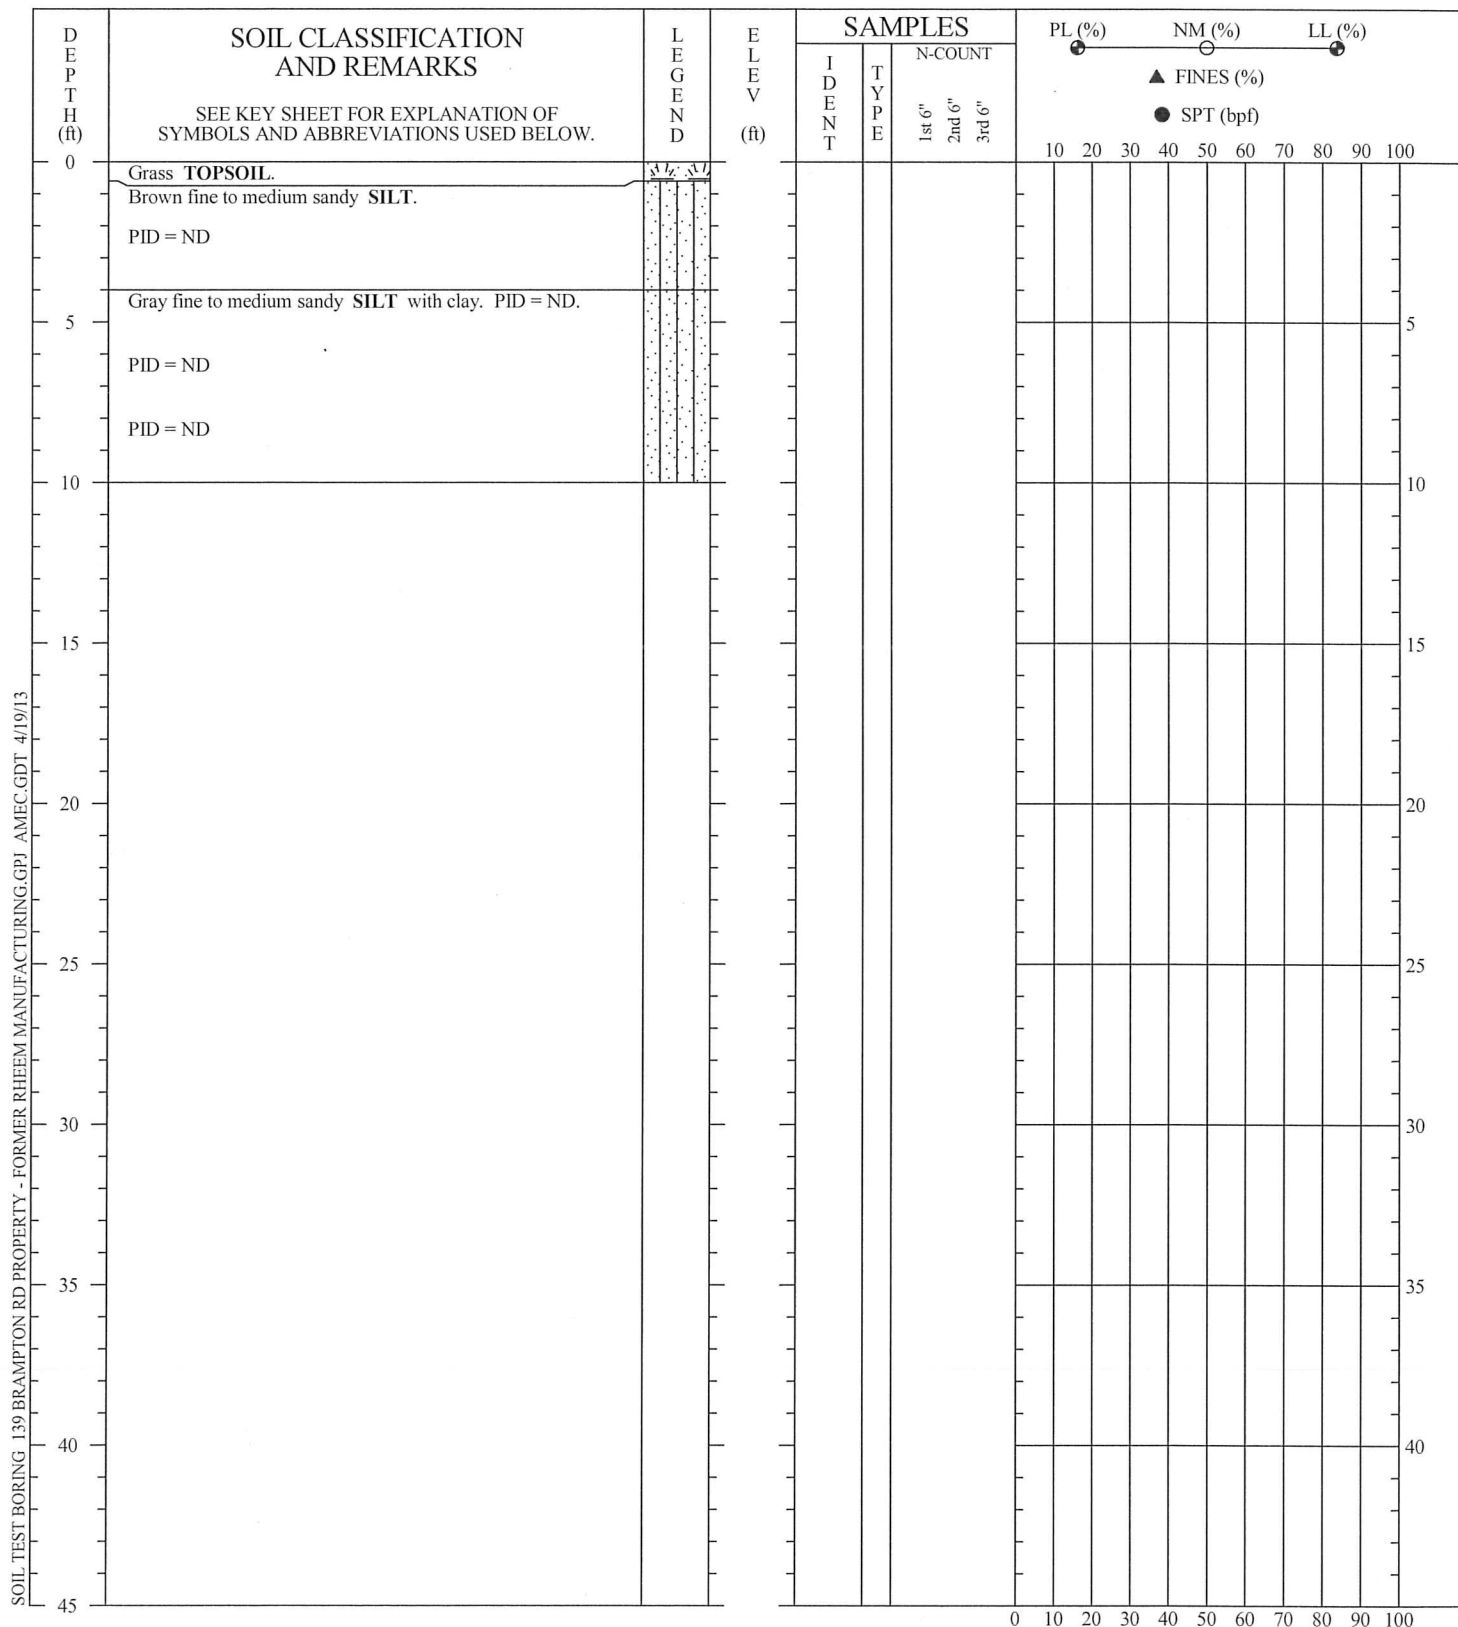 DEPTH (ft)
SOIL CLASSIFICATION
AND REMARKS
SEE KEY SHEET FOR EXPLANATION OF
SYMBOLS AND ABBREVIATIONS USED BELOW.
LEGEND
ELEV (ft)
SAMPLES
IDENT
TYPE
N-COUNT
1st 6"
2nd 6"
3rd 6"
PL (%) NM (%) LL (%)
FINES (%)
SPT (bpf)
10 20 30 40 50 60 70 80 90 100
0
Grass TOPSOIL.
Brown fine to medium sandy SILT.
PID = ND
Gray fine to medium sandy SILT with clay. PID = ND.
5 5
PID = ND
PID = ND
10 10
15 15
20 20
25 25
30 30
35 35
40 40
45
0 10 20 30 40 50 60 70 80 90 100
SOIL TEST BORING 139 BRAMPTON RD PROPERTY - FORMER RHEEM MANUFACTURING.GPJ AMEC.GDT 4/19/13